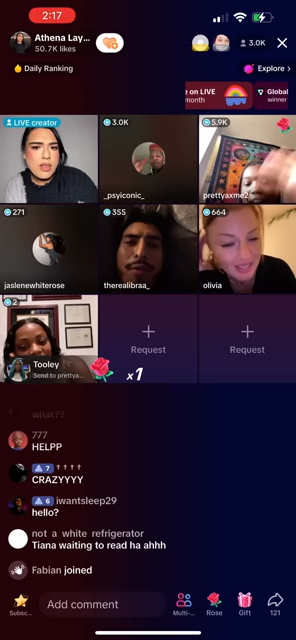 2:17
Athena Lay...
50.7K likes
3.0K
Daily Ranking
Explore >
e on LIVE
month
Global
winner
LIVE creator
3.0K
5.9K
_psyiconic_
prettyaxme2
271
355
664
jaslenewhiterose
therealibraa_
olivia
2
Tooley
Send to prettya...
x1
Request
Request
what??
777
HELPP
7 † † † †
CRAZYYYY
6 iwantsleep29
hello?
not a white refrigerator
Tiana waiting to read ha ahhh
Fabian joined
Subsc...
Add comment
Multi-...
Rose
Gift
121